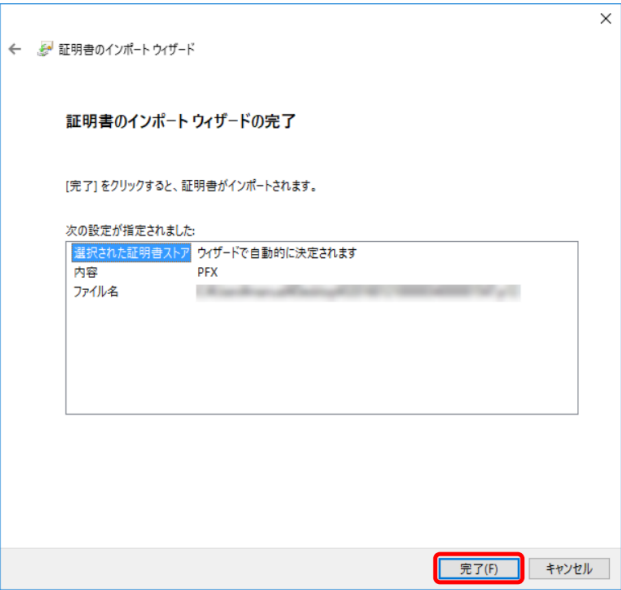 証明書のインポート ウィザード
証明書のインポート ウィザードの完了
[完了] をクリックすると、証明書がインポートされます。
次の設定が指定されました:
選択された証明書ストア ウィザードで自動的に決定されます
内容 PFX
ファイル名
完了(F) キャンセル